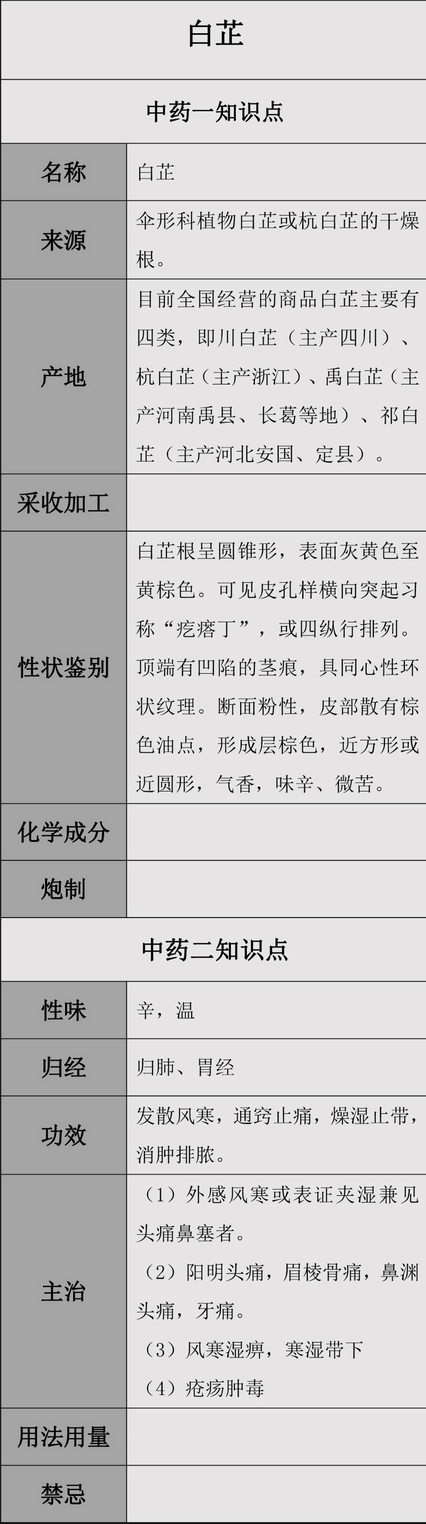 白芷
中药一知识点
名称
白芷
来源
伞形科植物白芷或杭白芷的干燥
根。
产地
目前全国经营的商品白芷主要有
四类，即川白芷（主产四川）、
杭白芷（主产浙江）、禹白芷（主
产河南禹县、长葛等地）、祁白
芷（主产河北安国、定县）。
采收加工
性状鉴别
白芷根呈圆锥形，表面灰黄色至
黄棕色。可见皮孔样横向突起习
称“疙瘩丁”，或四纵行排列。
顶端有凹陷的茎痕，具同心性环
状纹理。断面粉性，皮部散有棕
色油点，形成层棕色，近方形或
近圆形，气香，味辛、微苦。
化学成分
炮制
中药二知识点
性味
辛，温
归经
归肺、胃经
功效
发散风寒，通窍止痛，燥湿止带，
消肿排脓。
主治
（1）外感风寒或表证夹湿兼见
头痛鼻塞者。
（2）阳明头痛，眉棱骨痛，鼻渊
头痛，牙痛。
（3）风寒湿痹，寒湿带下
（4）疮疡肿毒
用法用量
禁忌